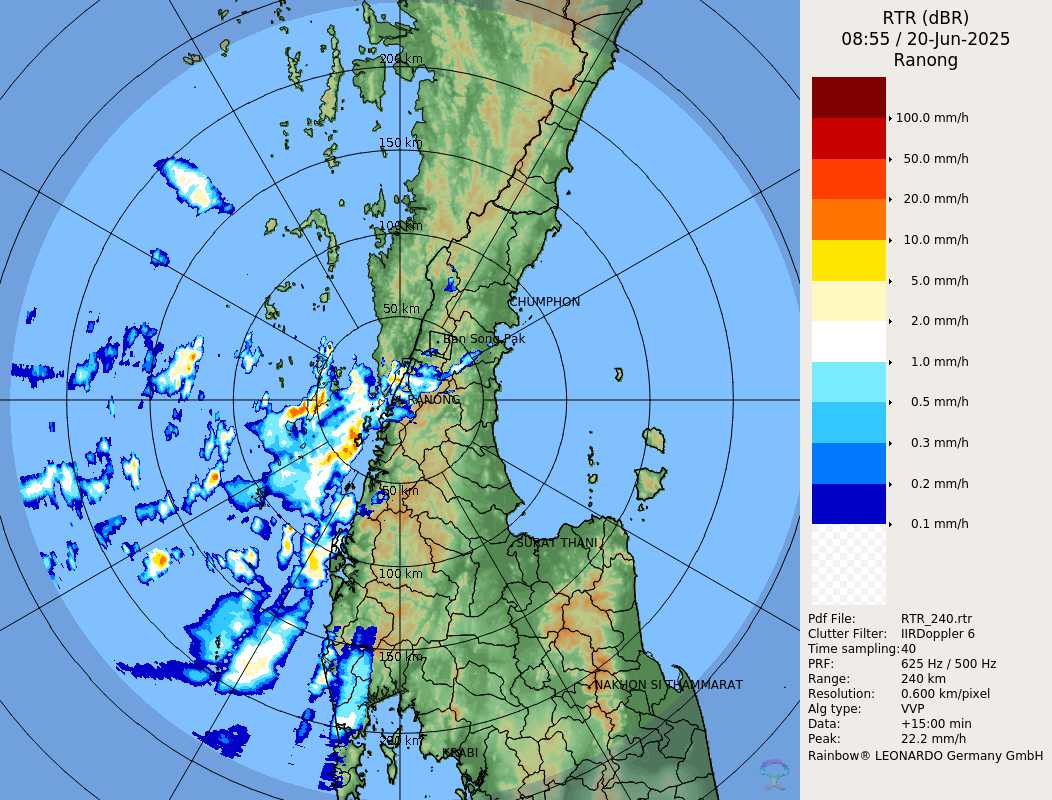 RTR (dBR)
08:55 / 20-Jun-2025
Ranong
100.0 mm/h
50.0 mm/h
20.0 mm/h
10.0 mm/h
5.0 mm/h
2.0 mm/h
1.0 mm/h
0.5 mm/h
0.3 mm/h
0.2 mm/h
0.1 mm/h
Pdf File: RTR_240.rtr
Clutter Filter: IIRDoppler 6
Time sampling:40
PRF: 625 Hz / 500 Hz
Range: 240 km
Resolution: 0.600 km/pixel
Alg type: VVP
Data: +15:00 min
Peak: 22.2 mm/h
Rainbow® LEONARDO Germany GmbH
200 km
150 km
100 km
50 km
CHUMPHON
Ban Song Pak
RANONG
50 km
SURAT THANI
100 km
150 km
NAKHON SI THAMMARAT
200 km
KRABI